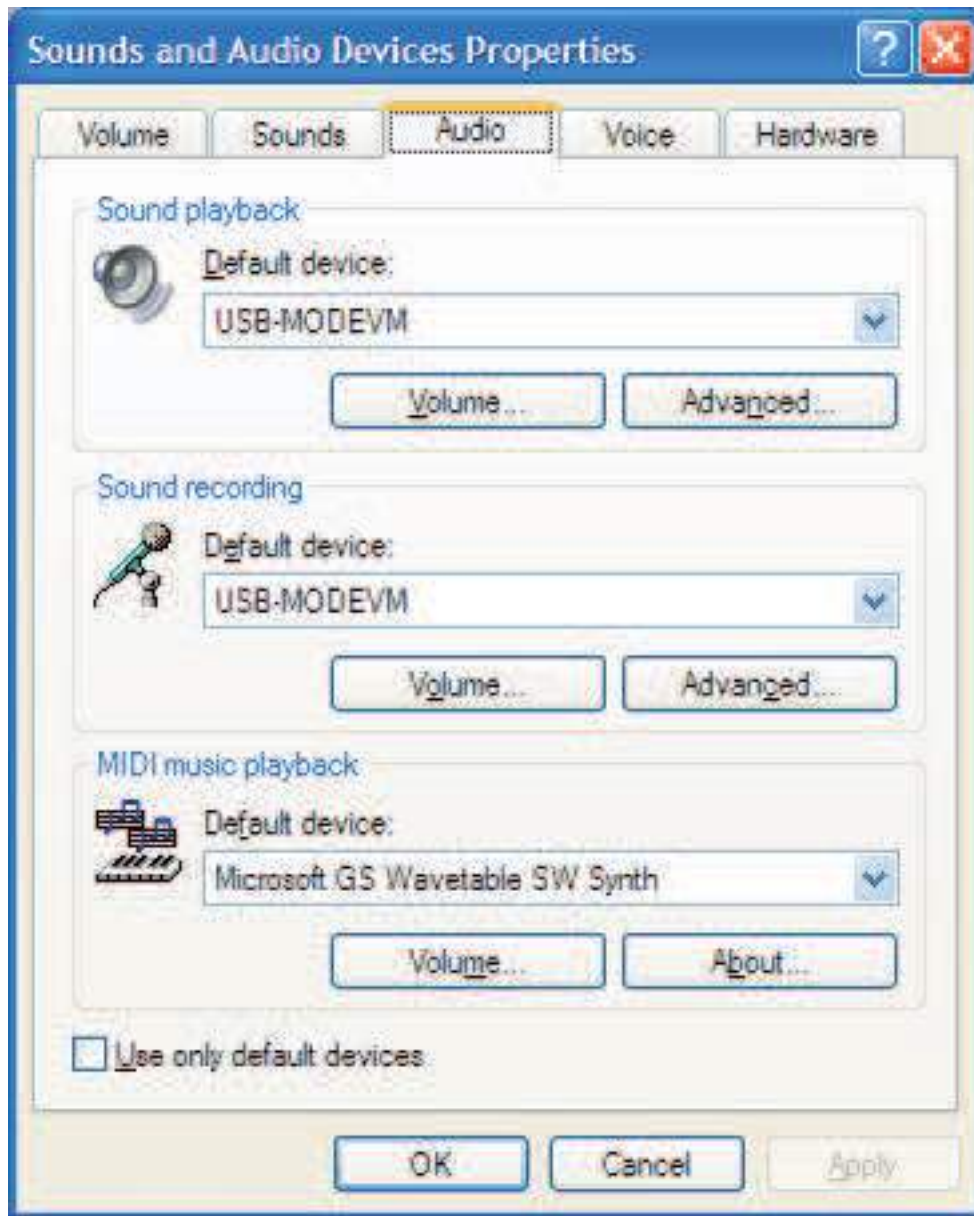 Sounds and Audio Devices Properties
?
Volume Sounds Audio Voice Hardware
Sound playback
Default device:
USB-MODEVM
Volume... Advanced...
Sound recording
Default device:
USB-MODEVM
Volume... Advanced...
MIDI music playback
Default device:
Microsoft GS Wavetable SW Synth
Volume... About...
Use only default devices
OK Cancel Apply